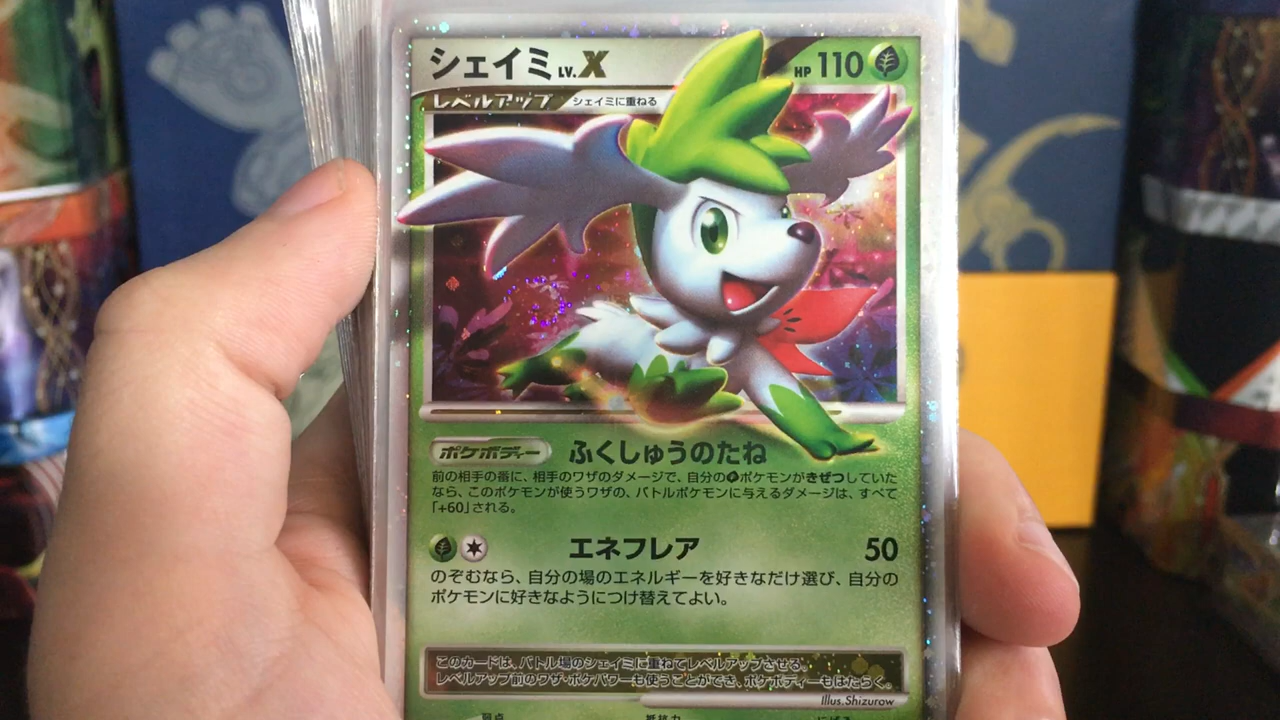 シェイミ LV.X HP 110
レベルアップ シェイミに重ねる
ポケボディー ふくしゅうのたね
前の相手の番に、相手のワザのダメージで、自分のポケモンがきぜつしていた
なら、このポケモンが使うワザの、バトルポケモンに与えるダメージは、すべて
「+60」される。
エネフレア 50
のぞむなら、自分の場のエネルギーを好きなだけ選び、自分の
ポケモンに好きなようにつけ替えてよい。
このカードは、バトル場のシェイミに重ねてレベルアップさせる。
レベルアップ前のワザ・ポケパワーも使うことができ、ポケボディーもはたらく。
Illus.Shizurow